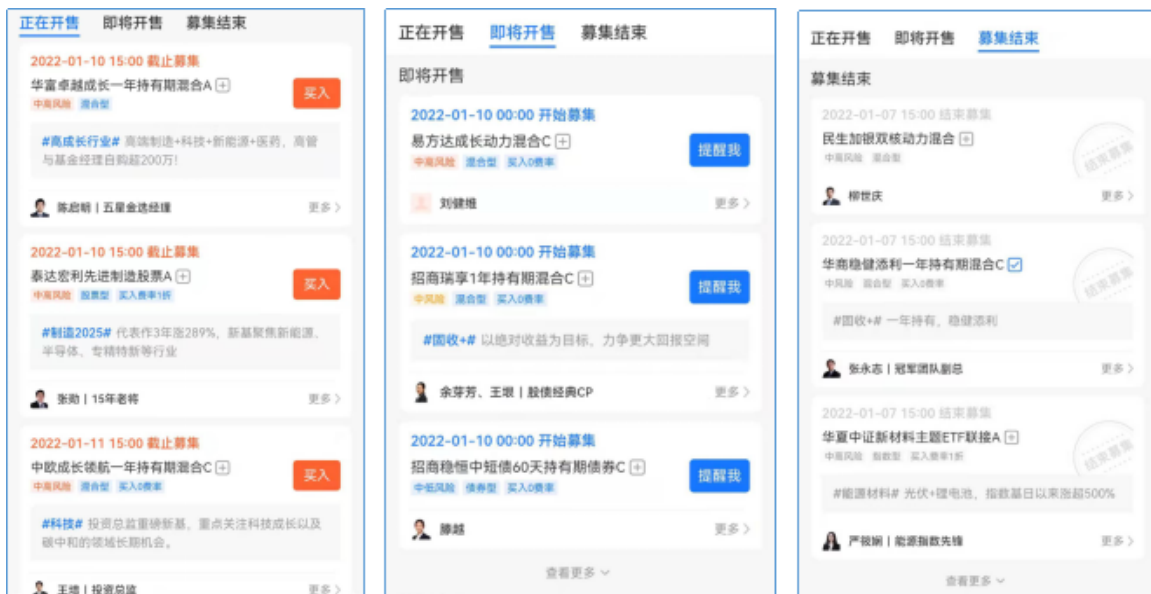 正在开售 即将开售 募集结束
2022-01-10 15:00 截止募集
华富卓越成长一年持有期混合A
买入
中高风险 混合型
#高成长行业# 高端制造+科技+新能源+医药，高管
与基金经理自购超200万!
陈启明 | 五星金选经理 更多
2022-01-10 15:00 截止募集
泰达宏利先进制造股票A
买入
中高风险 股票型 买入费率1折
#制造2025# 代表作3年涨289%，新基聚焦新能源、
半导体、专精特新等行业
张勋 | 15年老将 更多
2022-01-11 15:00 截止募集
中欧成长领航一年持有期混合C
买入
中高风险 混合型 买入0费率
#科技# 投资总监重磅新基，重点关注科技成长以及
碳中和的领域长期机会。
王培 | 投资总监 更多
正在开售 即将开售 募集结束
即将开售
2022-01-10 00:00 开始募集
易方达成长动力混合C
提醒我
中高风险 混合型 买入0费率
刘健维 更多
2022-01-10 00:00 开始募集
招商瑞享1年持有期混合C
提醒我
中风险 混合型 买入0费率
#固收+# 以绝对收益为目标，力争更大回报空间
余芽芳、王垠 | 股债经典CP 更多
2022-01-10 00:00 开始募集
招商稳恒中短债60天持有期债券C
提醒我
中低风险 债券型 买入0费率
滕越 更多
查看更多
正在开售 即将开售 募集结束
募集结束
2022-01-07 15:00 结束募集
民生加银双核动力混合
中高风险 混合型
结束募集
柳世庆 更多
2022-01-07 15:00 结束募集
华商稳健添利一年持有期混合C
中风险 混合型 买入0费率
结束募集
#固收+# 一年持有，稳健添利
张永志 | 冠军团队副总 更多
2022-01-07 15:00 结束募集
华夏中证新材料主题ETF联接A
中高风险 指数型 买入费率1折
结束募集
#能源材料# 光伏+锂电池，指数基日以来涨超500%
严筱娴 | 能源指数先锋 更多
查看更多